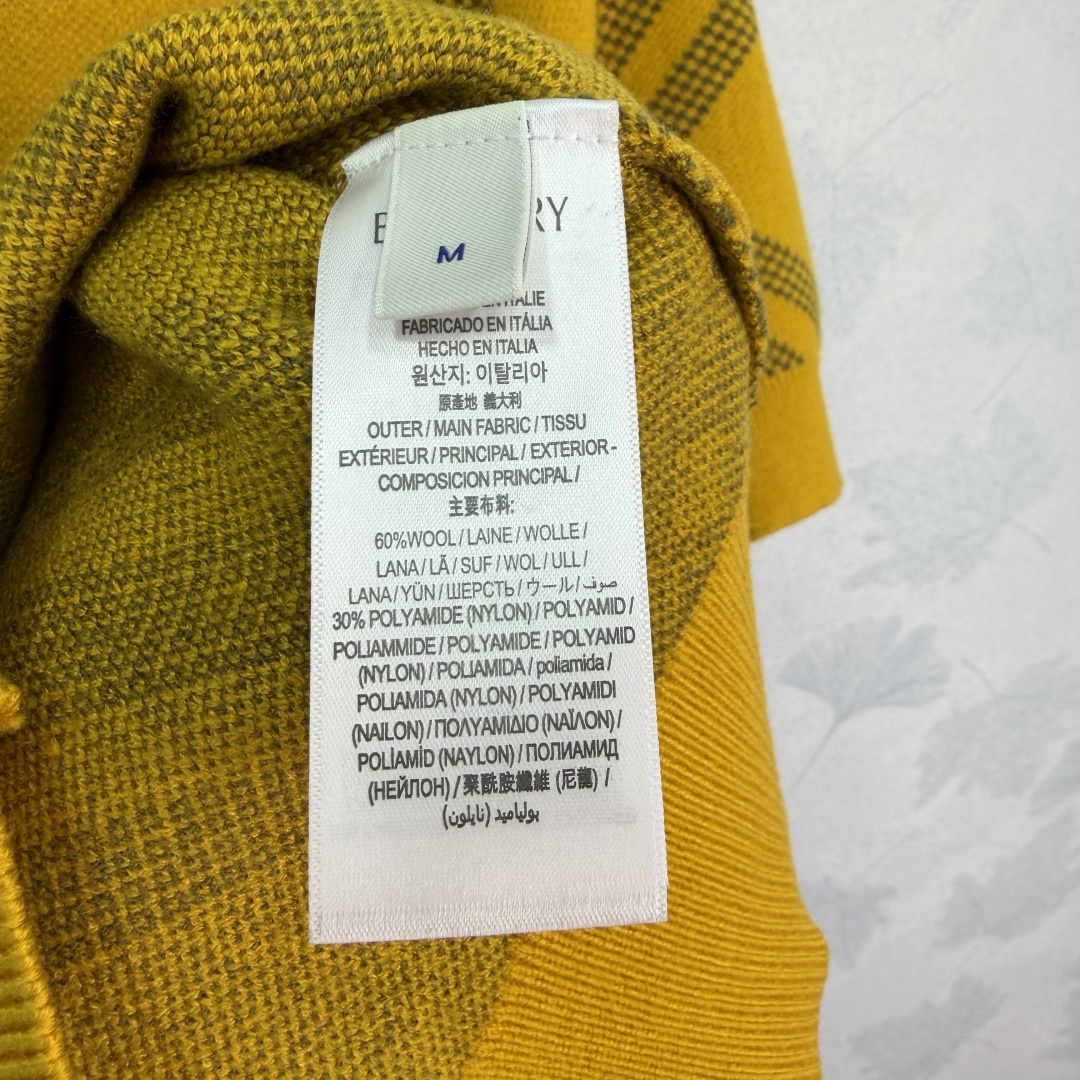 M
FABRICADO EN ITÁLIA
HECHO EN ITALIA
원산지: 이탈리아
原產地 義大利
OUTER / MAIN FABRIC / TISSU
EXTÉRIEUR / PRINCIPAL / EXTERIOR -
COMPOSICION PRINCIPAL /
主要布料:
60%WOOL / LAINE / WOLLE /
LANA / LÃ / SUF / WOL / ULL /
LANA / YÜN / ШЕРСТЬ / ウール / صوف /
30% POLYAMIDE (NYLON) / POLYAMID /
POLIAMMIDE / POLYAMIDE / POLYAMID
(NYLON) / POLIAMIDA / poliamida /
POLIAMIDA (NYLON) / POLYAMIDI
(NAILON) / ΠΟΛΥΑΜΙΔΙΟ (ΝΑΪΛΟΝ) /
POLİAMİD (NAYLON) / ПОЛИАМИД
(НЕЙЛОН) / 聚酰胺纖維 (尼龍) /
بولياميد (نايلون)